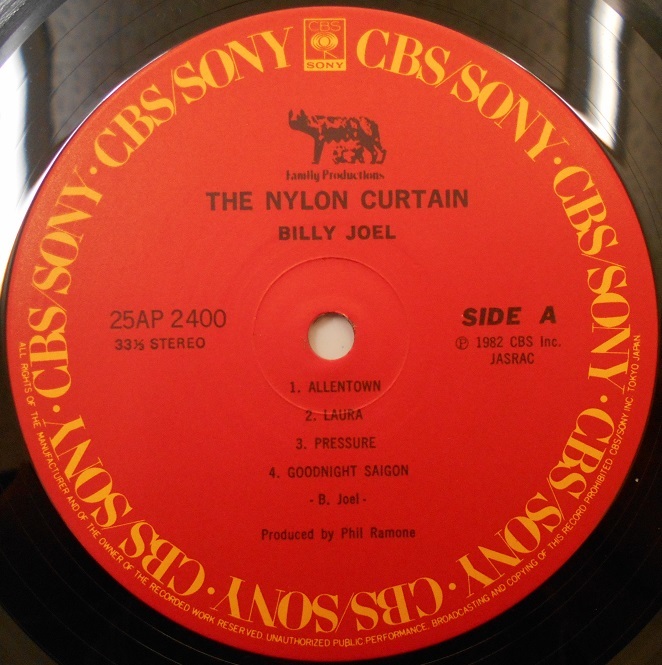 CBS
SONY
CBS/SONY · CBS/SONY · CBS/SONY · CBS/SONY · CBS/SONY · CBS/SONY · CBS/SONY · CBS/SONY
Family Productions
THE NYLON CURTAIN
BILLY JOEL
25AP 2400
33⅓ STEREO
SIDE A
Ⓟ 1982 CBS Inc.
JASRAC
1. ALLENTOWN
2. LAURA
3. PRESSURE
4. GOODNIGHT SAIGON
- B. Joel -
Produced by Phil Ramone
ALL RIGHTS OF THE MANUFACTURER AND OF THE OWNER OF THE RECORDED WORK RESERVED. UNAUTHORIZED PUBLIC PERFORMANCE, BROADCASTING AND COPYING OF THIS RECORD PROHIBITED CBS/SONY INC. TOKYO JAPAN